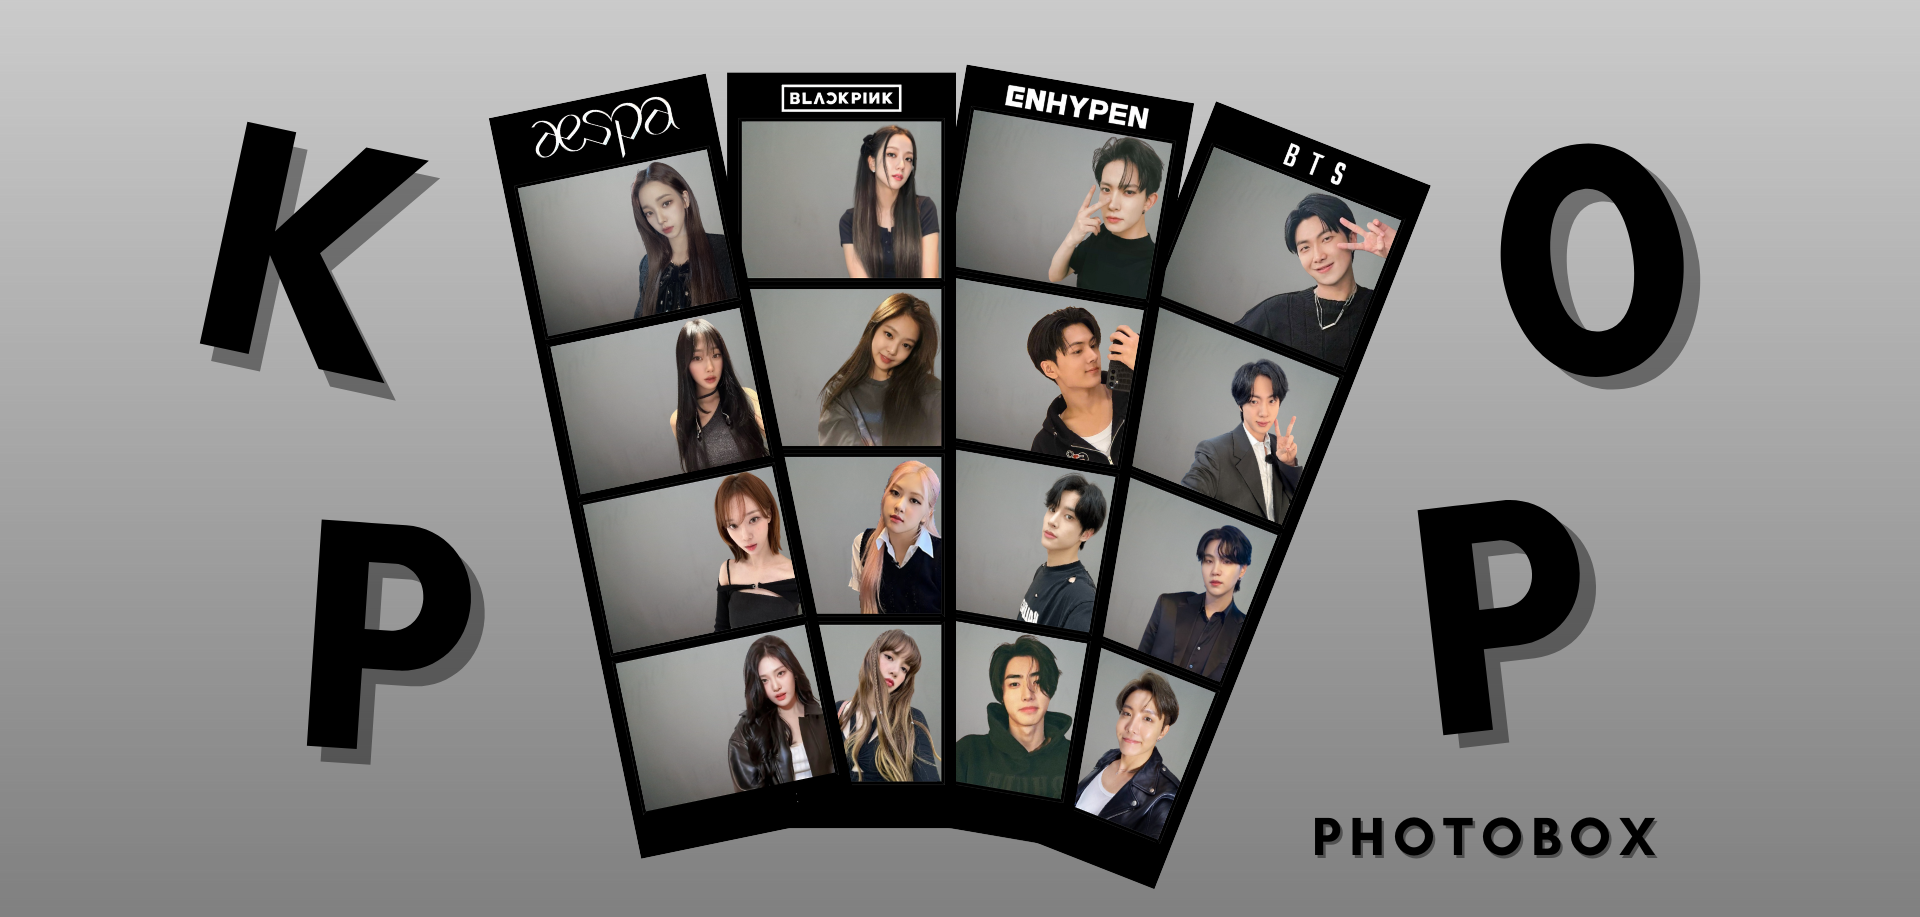 K
O
P
P
aespa
BLACKPINK
ENHYPEN
BTS
PHOTOBOX